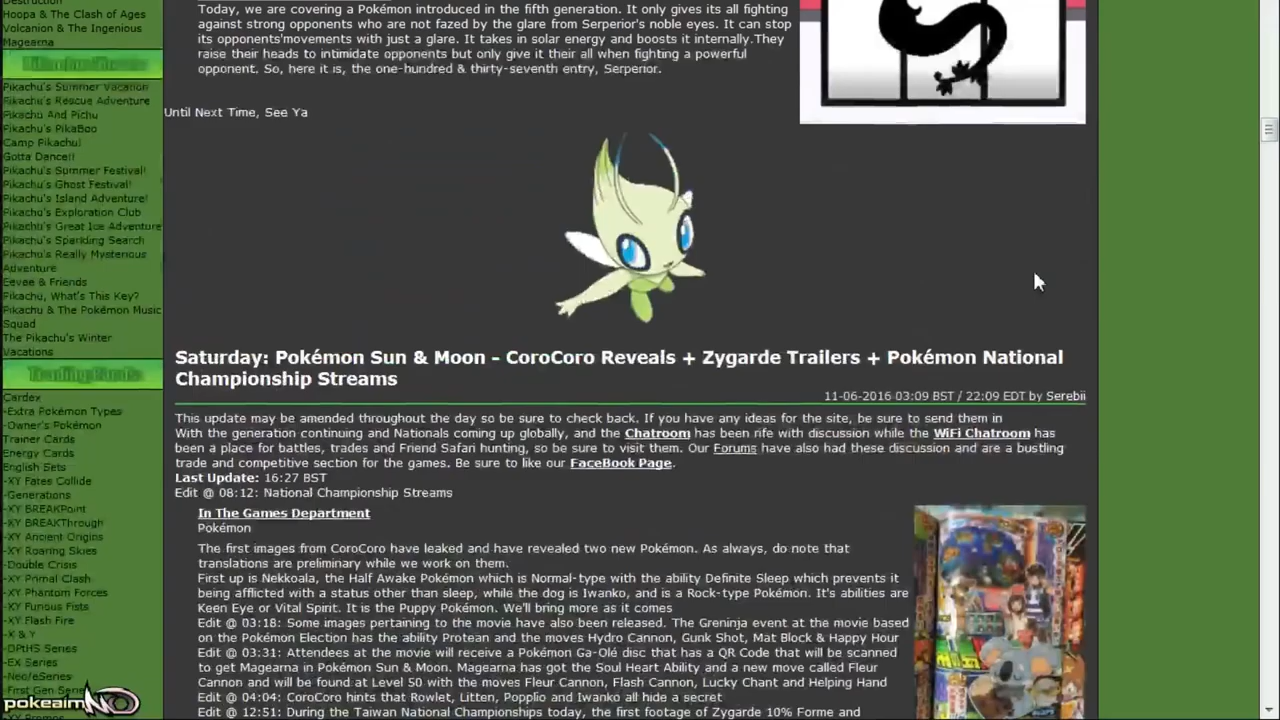 Hoopa & The Clash of Ages
Volcanion & The Ingenious
Magearna
Pikachu's Summer Vacation
Pikachu's Rescue Adventure
Pikachu And Pichu
Pikachu's PikaBoo
Camp Pikachu!
Gotta Dance!!
Pikachu's Summer Festival!
Pikachu's Ghost Festival!
Pikachu's Island Adventure!
Pikachu's Exploration Club
Pikachu's Great Ice Adventure
Pikachu's Sparkling Search
Pikachu's Really Mysterious
Adventure
Eevee & Friends
Pikachu, What's This Key?
Pikachu & The Pokémon Music
Squad
The Pikachu's Winter
Vacations
Trading Cards
Cardex
-Extra Pokémon Types
-Owner's Pokémon
Trainer Cards
Energy Cards
English Sets
-XY Fates Collide
-Generations
-XY BREAKPoint
-XY BREAKThrough
-XY Ancient Origins
-XY Roaring Skies
-Double Crisis
-XY Primal Clash
-XY Phantom Forces
-XY Furious Fists
-XY Flash Fire
-X & Y
-DPtHS Series
-EX Series
-Neo/eSeries
-First Gen Serie
pokeaimMD
Today, we are covering a Pokémon introduced in the fifth generation. It only gives its all fighting
against strong opponents who are not fazed by the glare from Serperior's noble eyes. It can stop
its opponents'movements with just a glare. It takes in solar energy and boosts it internally.They
raise their heads to intimidate opponents but only give it their all when fighting a powerful
opponent. So, here it is, the one-hundred & thirty-seventh entry, Serperior.
Until Next Time, See Ya
Saturday: Pokémon Sun & Moon - CoroCoro Reveals + Zygarde Trailers + Pokémon National
Championship Streams
11-06-2016 03:09 BST / 22:09 EDT by Serebii
This update may be amended throughout the day so be sure to check back. If you have any ideas for the site, be sure to send them in
With the generation continuing and Nationals coming up globally, and the Chatroom has been rife with discussion while the WiFi Chatroom has
been a place for battles, trades and Friend Safari hunting, so be sure to visit them. Our Forums have also had these discussion and are a bustling
trade and competitive section for the games. Be sure to like our FaceBook Page.
Last Update: 16:27 BST
Edit @ 08:12: National Championship Streams
In The Games Department
Pokémon
The first images from CoroCoro have leaked and have revealed two new Pokémon. As always, do note that
translations are preliminary while we work on them.
First up is Nekkoala, the Half Awake Pokémon which is Normal-type with the ability Definite Sleep which prevents it
being afflicted with a status other than sleep, while the dog is Iwanko, and is a Rock-type Pokémon. It's abilities are
Keen Eye or Vital Spirit. It is the Puppy Pokémon. We'll bring more as it comes
Edit @ 03:18: Some images pertaining to the movie have also been released. The Greninja event at the movie based
on the Pokémon Election has the ability Protean and the moves Hydro Cannon, Gunk Shot, Mat Block & Happy Hour
Edit @ 03:31: Attendees at the movie will receive a Pokémon Ga-Olé disc that has a QR Code that will be scanned
to get Magearna in Pokémon Sun & Moon. Magearna has got the Soul Heart Ability and a new move called Fleur
Cannon and will be found at Level 50 with the moves Fleur Cannon, Flash Cannon, Lucky Chant and Helping Hand
Edit @ 04:04: CoroCoro hints that Rowlet, Litten, Popplio and Iwanko all hide a secret
Edit @ 12:51: During the Taiwan National Championships today, the first footage of Zygarde 10% Forme and